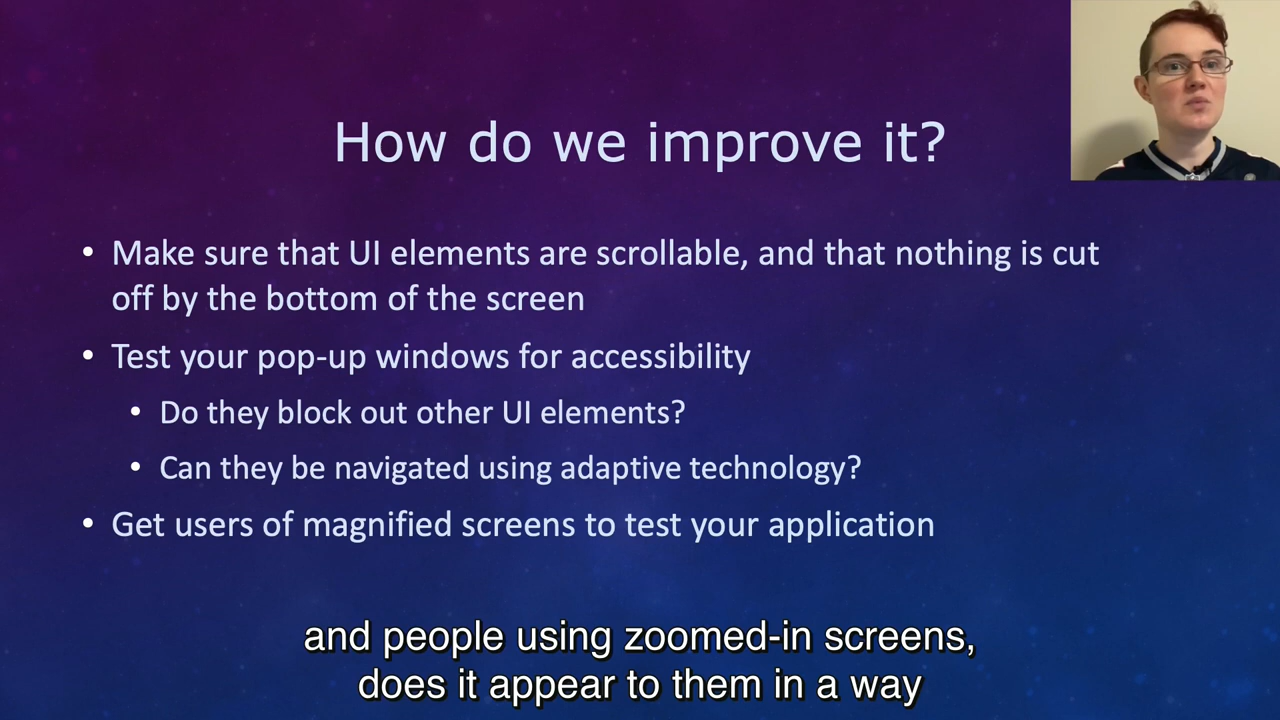 How do we improve it?
• Make sure that UI elements are scrollable, and that nothing is cut
off by the bottom of the screen
• Test your pop-up windows for accessibility
• Do they block out other UI elements?
• Can they be navigated using adaptive technology?
• Get users of magnified screens to test your application
and people using zoomed-in screens,
does it appear to them in a way